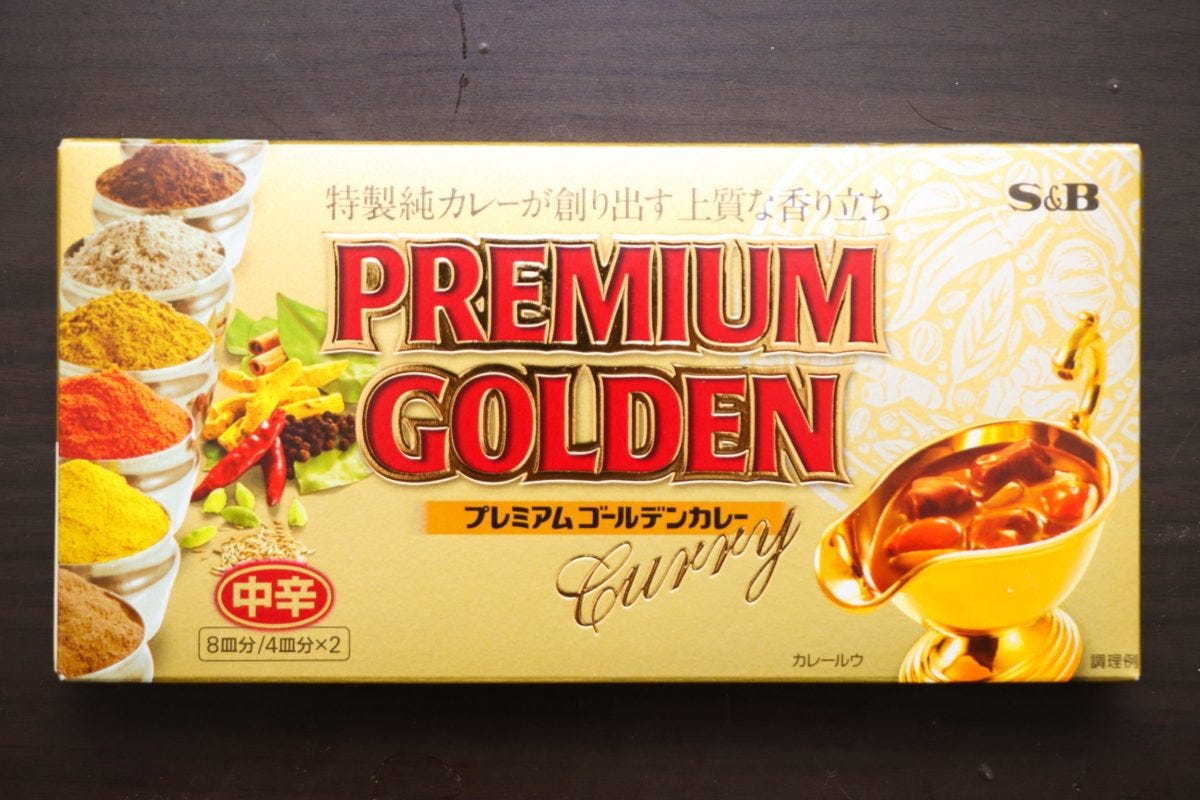 特製純カレーが創り出す 上質な香り立ち
S&B
PREMIUM
GOLDEN
プレミアムゴールデンカレー
Curry
中辛
8皿分/4皿分×2
カレールウ
調理例